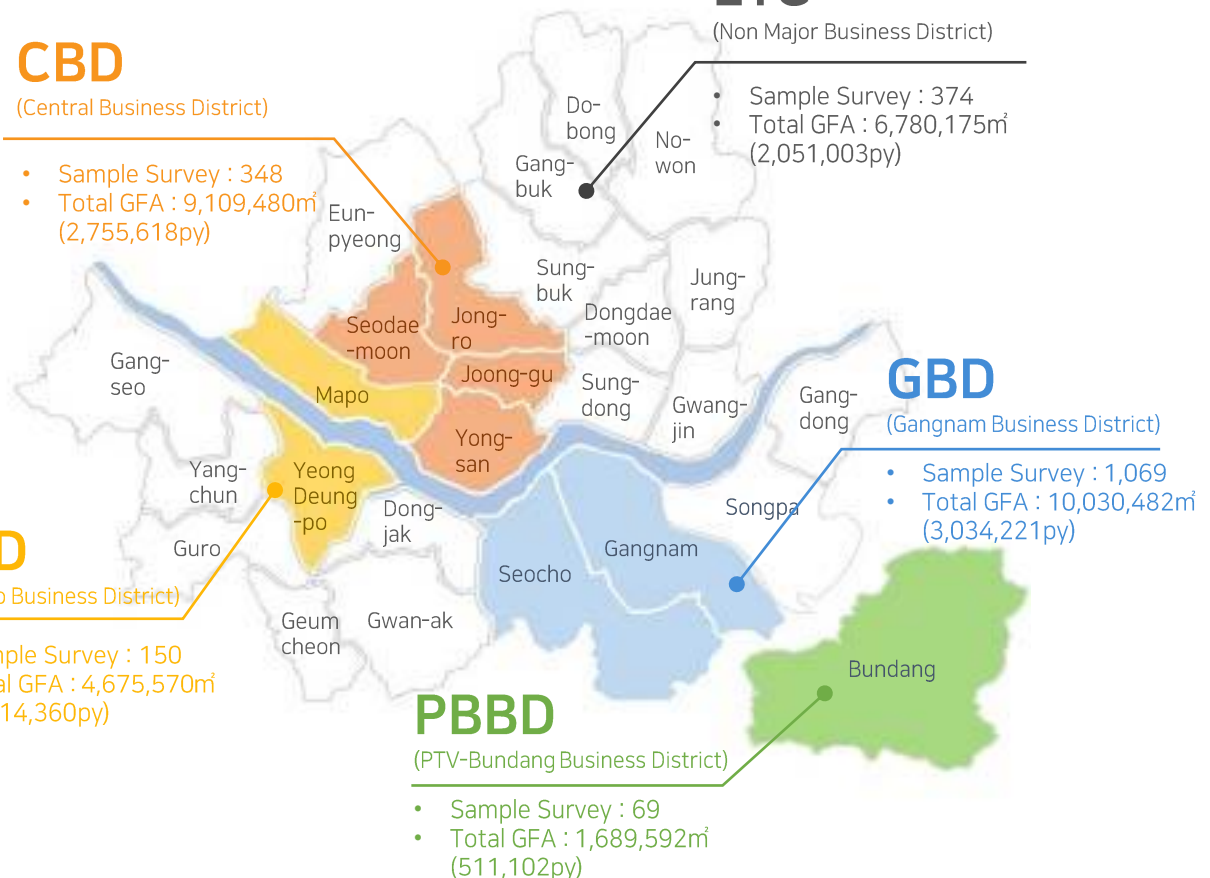 (Non Major Business District)
• Sample Survey : 374
• Total GFA : 6,780,175㎡
(2,051,003py)
CBD
(Central Business District)
• Sample Survey : 348
• Total GFA : 9,109,480㎡
(2,755,618py)
Do-
bong
No-
won
Gang-
buk
Eun-
pyeong
Sung-
buk
Jung-
rang
Dongdae
-moon
Jong-
ro
Seodae
-moon
Gang-
seo
Joong-gu
Mapo
Sung-
dong
Gwang-
jin
Gang-
dong
GBD
(Gangnam Business District)
• Sample Survey : 1,069
• Total GFA : 10,030,482㎡
(3,034,221py)
Yong-
san
Yang-
chun
Yeong
Deung
-po
Dong-
jak
Songpa
Guro
Gangnam
Seocho
D
Business District)
Survey : 150
GFA : 4,675,570㎡
14,360py)
Geum
cheon
Gwan-ak
Bundang
PBBD
(PTV-Bundang Business District)
• Sample Survey : 69
• Total GFA : 1,689,592㎡
(511,102py)